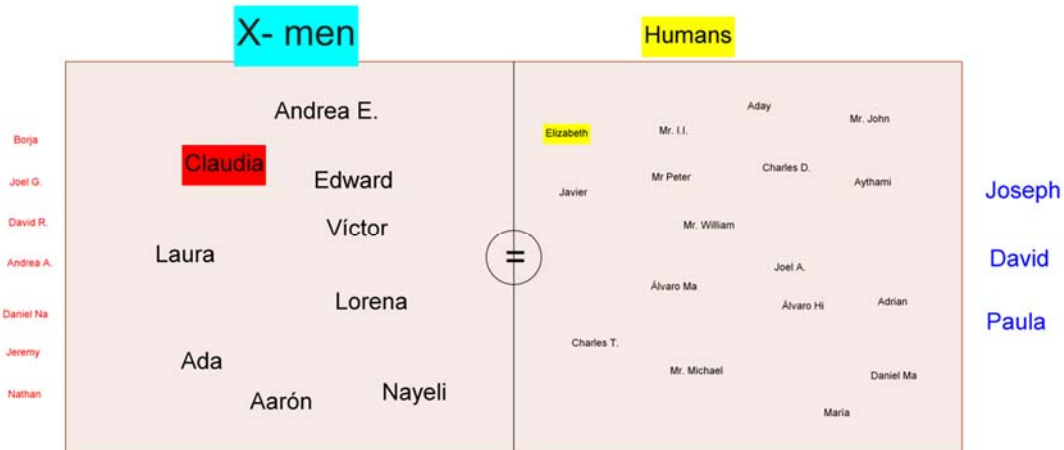 X- men
Humans
Borja
Joel G.
David R.
Andrea A.
Daniel Na
Jeremy
Nathan
Andrea E.
Claudia
Edward
Víctor
Laura
Lorena
Ada
Aarón
Nayeli
=
Aday
Mr. John
Elizabeth
Mr. I.I.
Charles D.
Mr Peter
Aythami
Javier
Mr. William
Joel A.
Álvaro Ma
Álvaro Hi
Adrian
Charles T.
Mr. Michael
Daniel Ma
Maria
Joseph
David
Paula